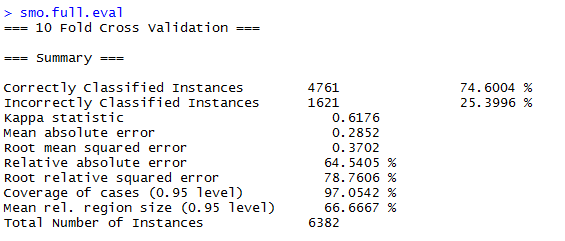 > smo.full.eval
=== 10 Fold Cross Validation ===
=== Summary ===
Correctly Classified Instances 4761 74.6004 %
Incorrectly Classified Instances 1621 25.3996 %
Kappa statistic 0.6176
Mean absolute error 0.2852
Root mean squared error 0.3702
Relative absolute error 64.5405 %
Root relative squared error 78.7606 %
Coverage of cases (0.95 level) 97.0542 %
Mean rel. region size (0.95 level) 66.6667 %
Total Number of Instances 6382